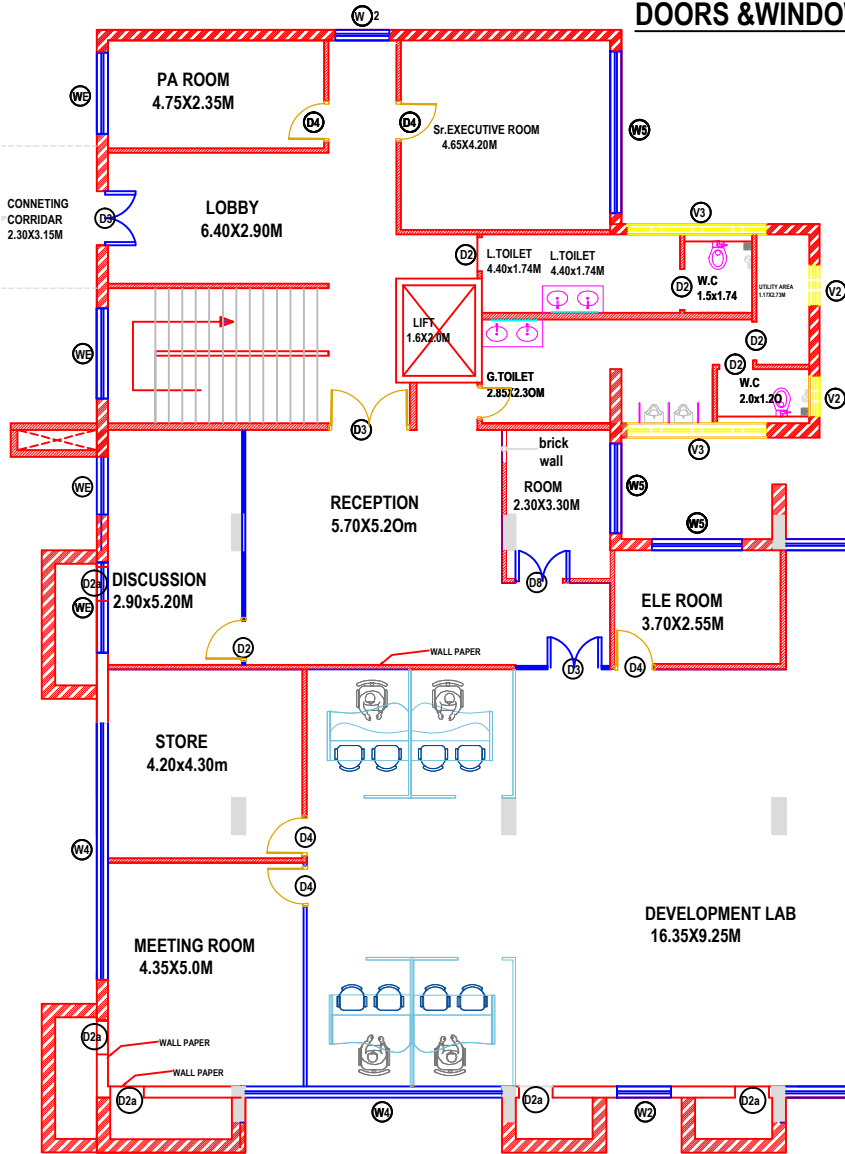 DOORS &WINDOW
W 2
PA ROOM
4.75X2.35M
WE
D4
D4
Sr.EXECUTIVE ROOM
4.65X4.20M
W5
CONNETING
CORRIDAR
2.30X3.15M
D3
LOBBY
6.40X2.90M
V3
D2
L.TOILET
4.40x1.74M
L.TOILET
4.40x1.74M
D2
W.C
1.5x1.74
UTILITY AREA
1.17X2.73M
V2
LIFT
1.6X2.0M
WE
D2
D2
G.TOILET
2.85X2.3OM
W.C
2.0x1.2O
V2
D3
V3
brick
wall
WE
RECEPTION
5.70X5.2Om
ROOM
2.30X3.30M
W5
W5
D2a
DISCUSSION
2.90x5.20M
WE
D8
ELE ROOM
3.70X2.55M
D2
WALL PAPER
D3
D4
STORE
4.20x4.30m
D4
W4
D4
MEETING ROOM
4.35X5.0M
DEVELOPMENT LAB
16.35X9.25M
D2a
WALL PAPER
WALL PAPER
D2a
W4
D2a
W2
D2a